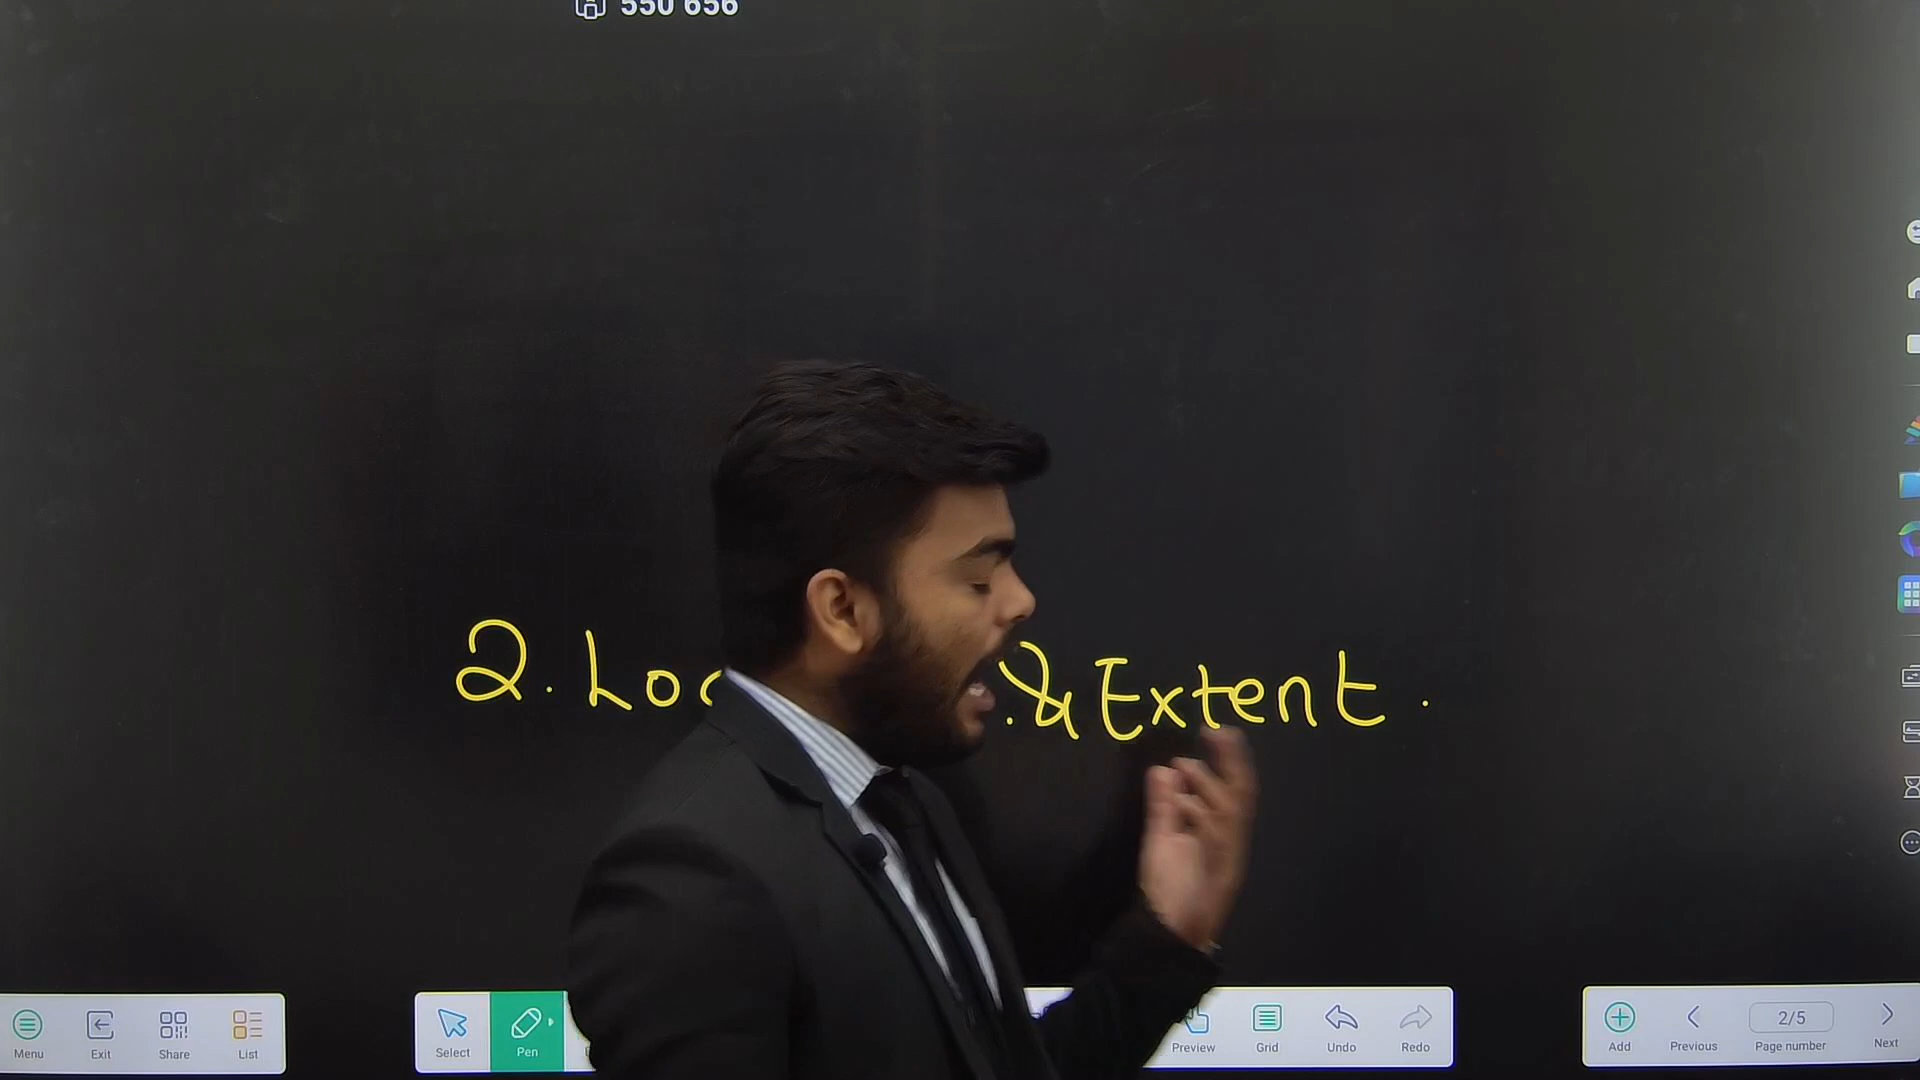 550 656
2. Loc
. & Extent.
Menu Exit Share List Select Pen Preview Grid Undo Redo Add Previous 2/5 Page number Next